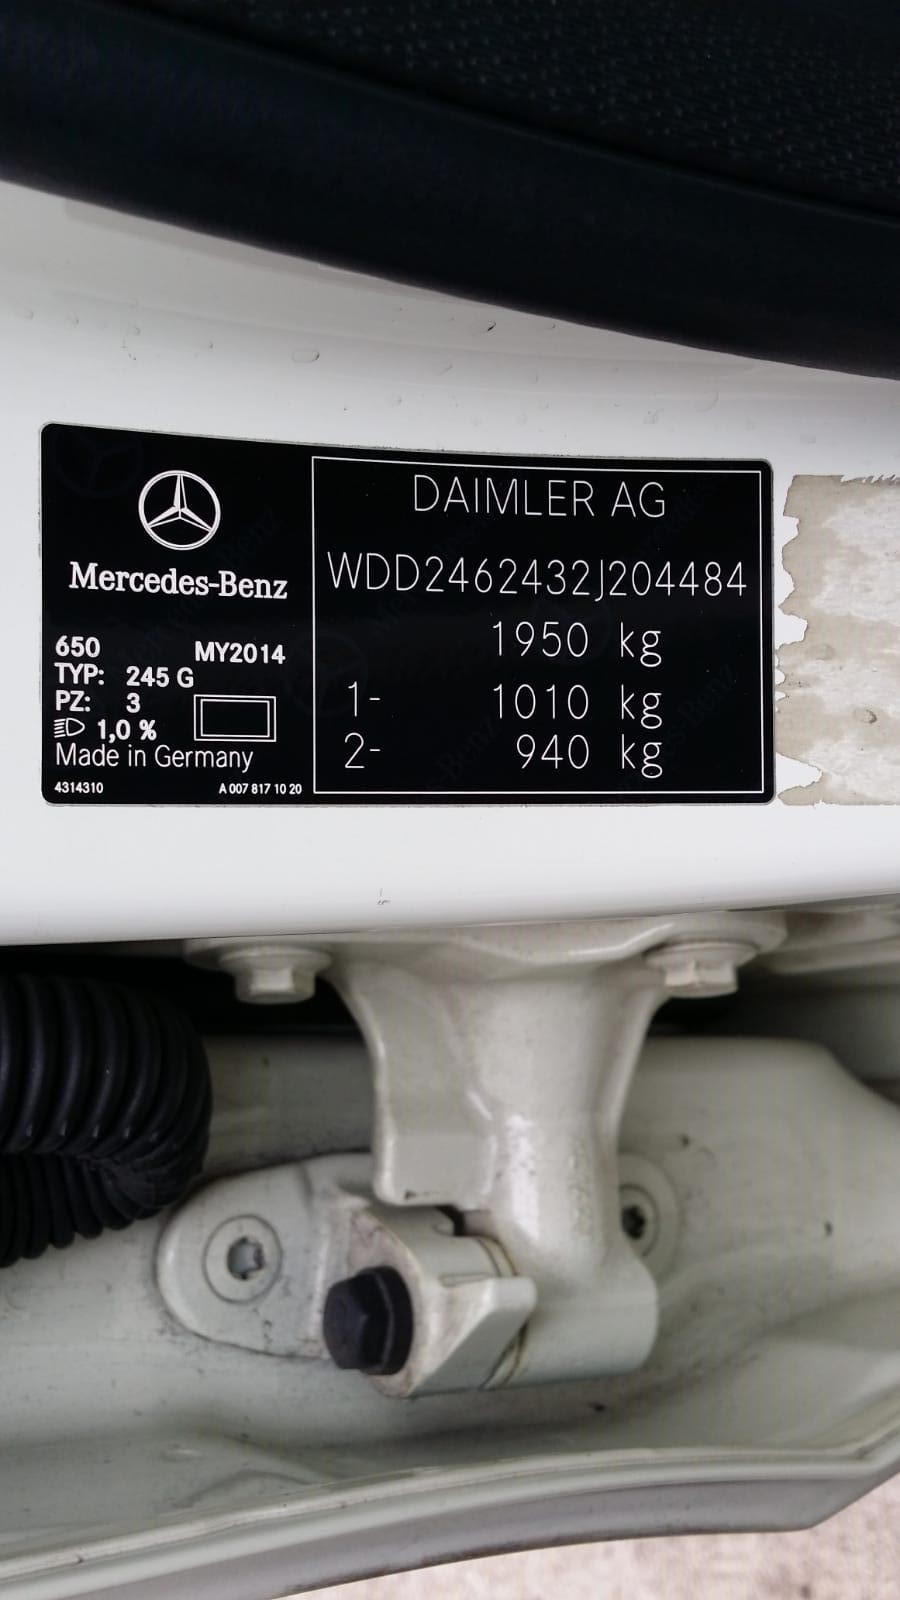 Mercedes-Benz
650 MY2014
TYP: 245 G
PZ: 3
1,0 %
Made in Germany
4314310 A 007 817 10 20
DAIMLER AG
WDD2462432J204484
1950 kg
1- 1010 kg
2- 940 kg